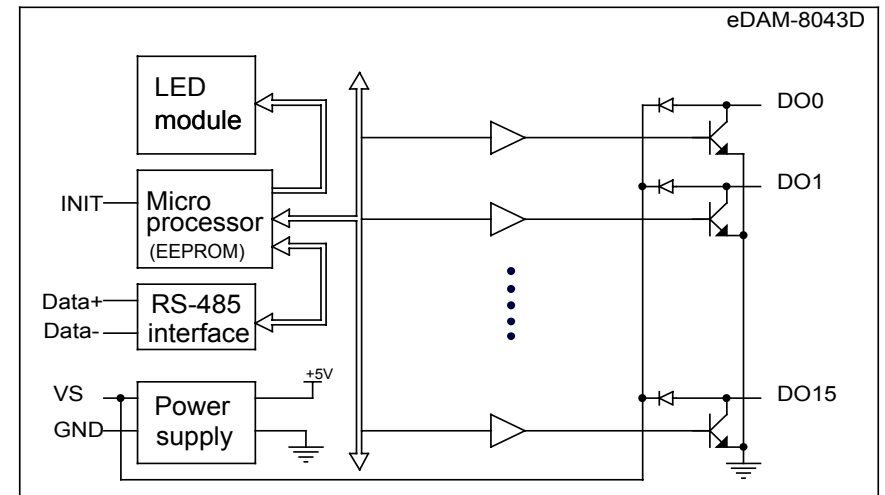 eDAM-8043D
LED
module
DO0
DO1
INIT
Micro
processor
(EEPROM)
Data+
Data-
RS-485
interface
+5V
VS
GND
Power
supply
DO15